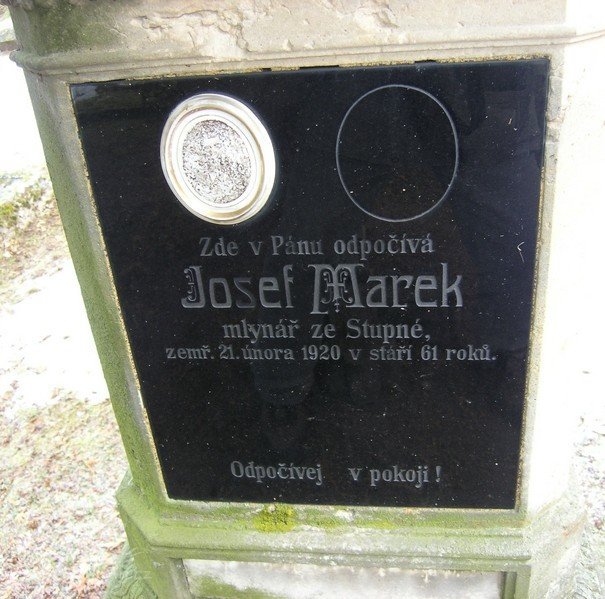 Zde v Pánu odpočívá
Josef Marek
mlynář ze Stupné,
zemř. 21. února 1920 v stáří 61 roků.
Odpočívej v pokoji!